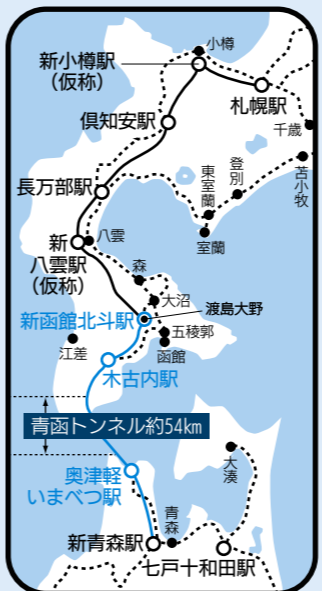 小樽
新小樽駅
(仮称)
札幌駅
倶知安駅
千歳
苫小牧
登別
東室蘭
長万部駅
室蘭
八雲
新
八雲駅
(仮称)
森
大沼
渡島大野
新函館北斗駅
五稜郭
函館
江差
木古内駅
青函トンネル約54km
大湊
奥津軽
いまべつ駅
青森
新青森駅
七戸十和田駅